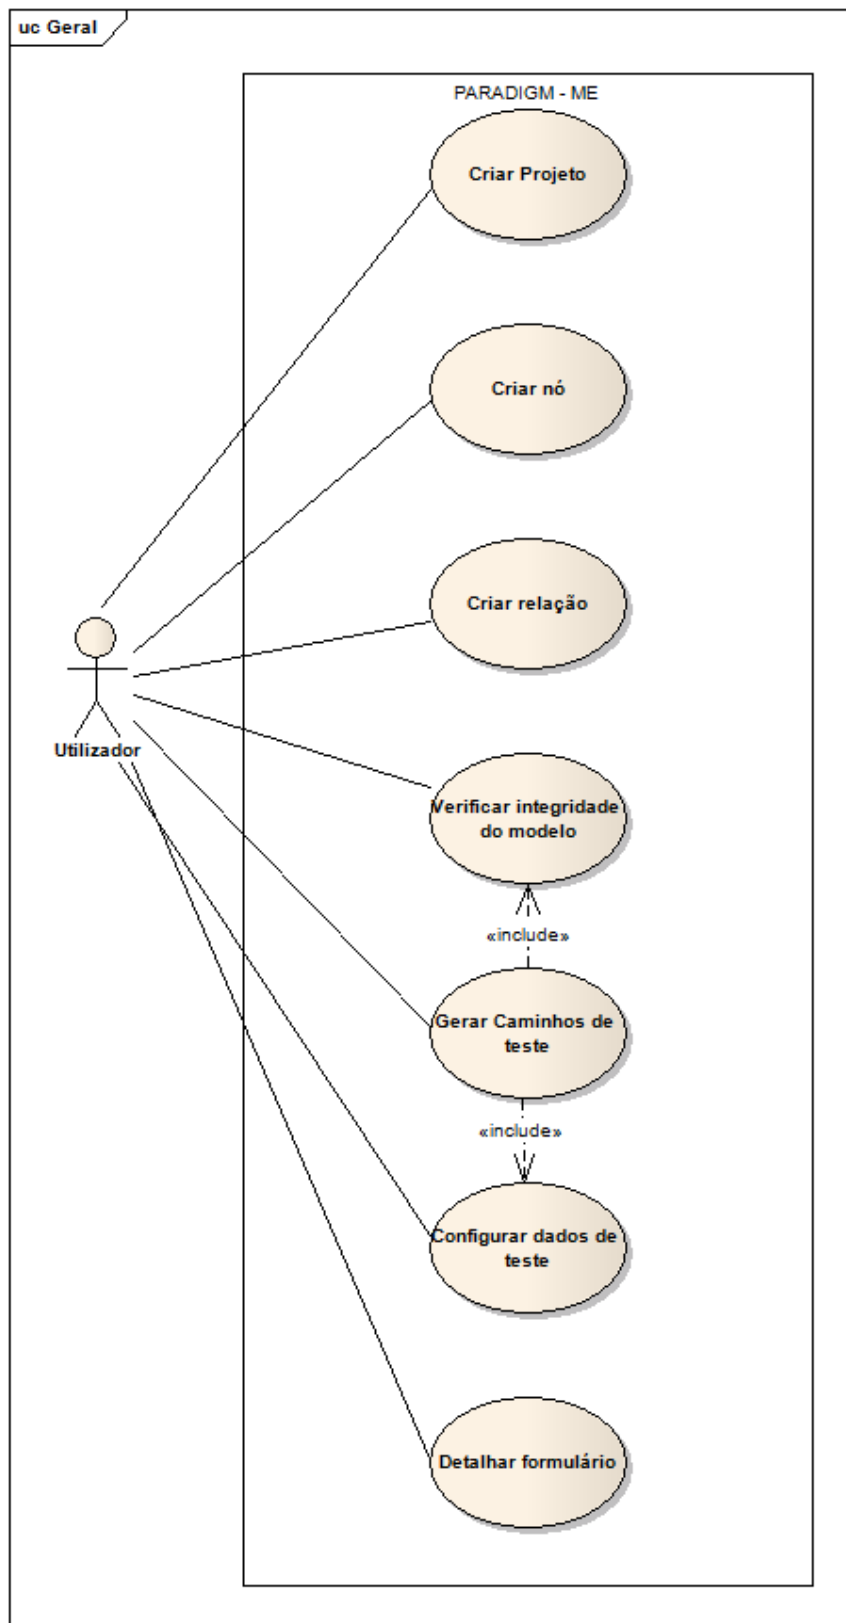 uc Geral
PARADIGM - ME
Criar Projeto
Criar nó
Criar relação
Utilizador
Verificar integridade
do modelo
«include»
Gerar Caminhos de
teste
«include»
Configurar dados de
teste
Detalhar formulário